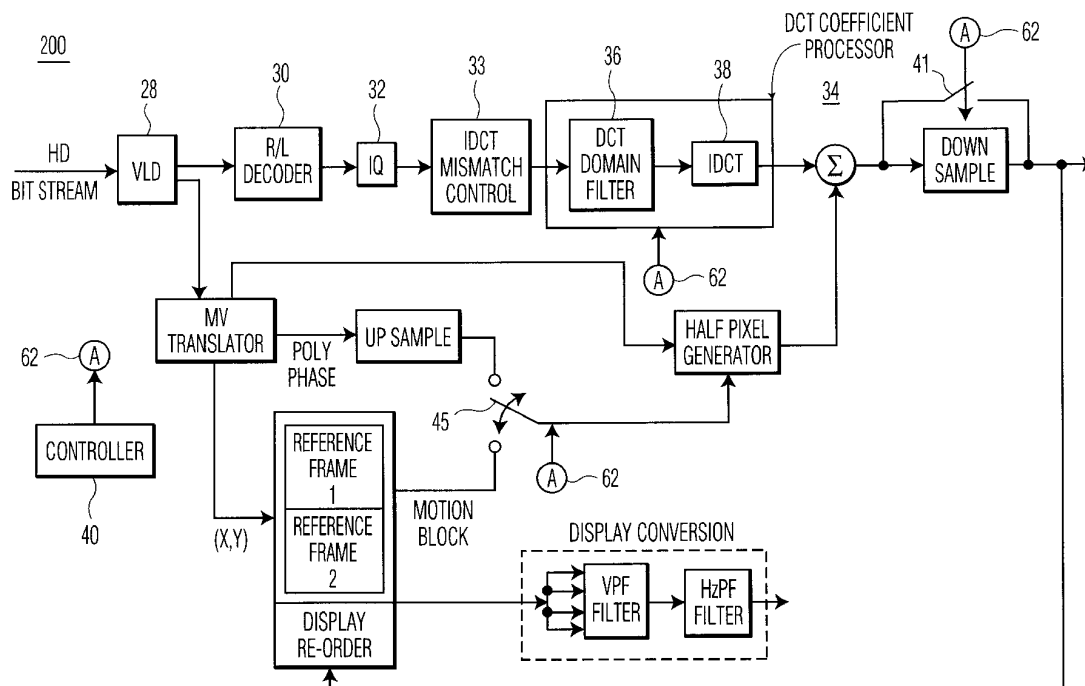 200
28
30
32
33
36
38
DCT COEFFICIENT
PROCESSOR
34
41
A
62
HD
BIT STREAM
VLD
R/L
DECODER
IQ
IDCT
MISMATCH
CONTROL
DCT
DOMAIN
FILTER
IDCT
Σ
DOWN
SAMPLE
A
62
MV
TRANSLATOR
POLY
PHASE
UP SAMPLE
HALF PIXEL
GENERATOR
62
A
CONTROLLER
40
45
A
62
(X,Y)
REFERENCE
FRAME
1
REFERENCE
FRAME
2
DISPLAY
RE-ORDER
MOTION
BLOCK
DISPLAY CONVERSION
VPF
FILTER
HzPF
FILTER